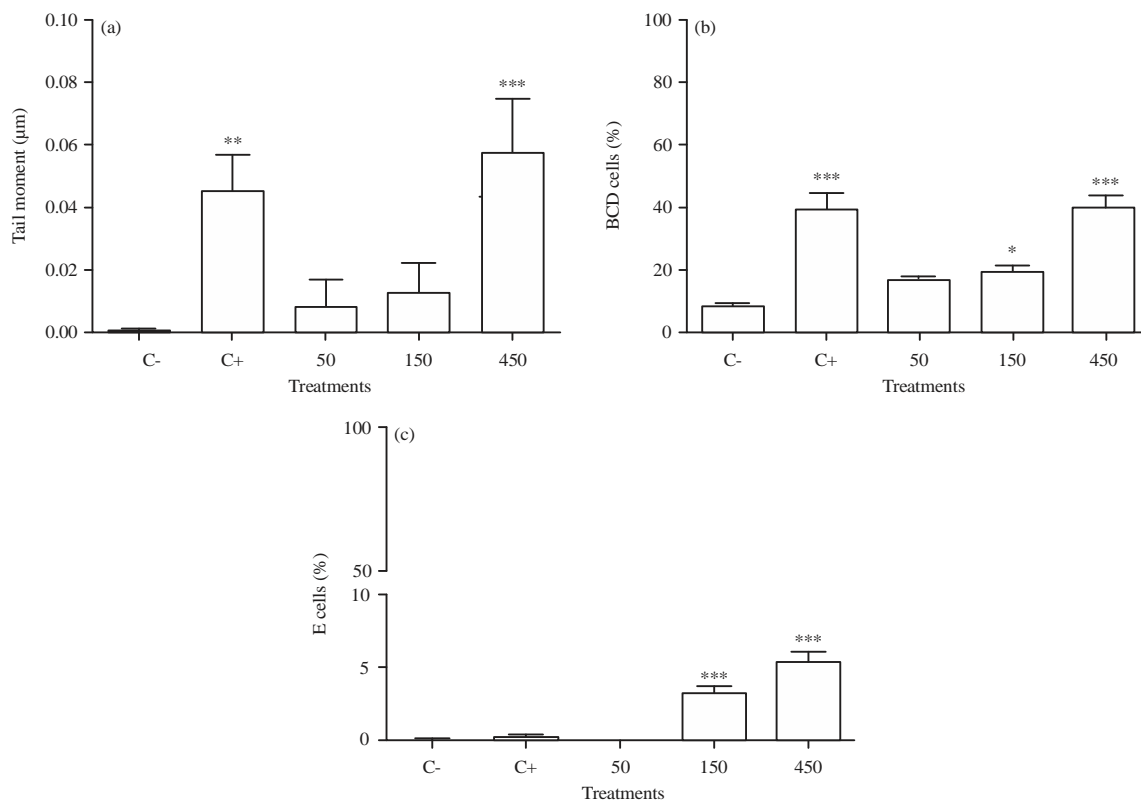 (a)
0.10
0.08
0.06
0.04
0.02
0.00
Tail moment (µm)
**
***
C- C+ 50 150 450
Treatments
(b)
100
80
60
40
20
0
BCD cells (%)
***
*
***
C- C+ 50 150 450
Treatments
(c)
100
50
10
5
0
E cells (%)
***
***
C- C+ 50 150 450
Treatments